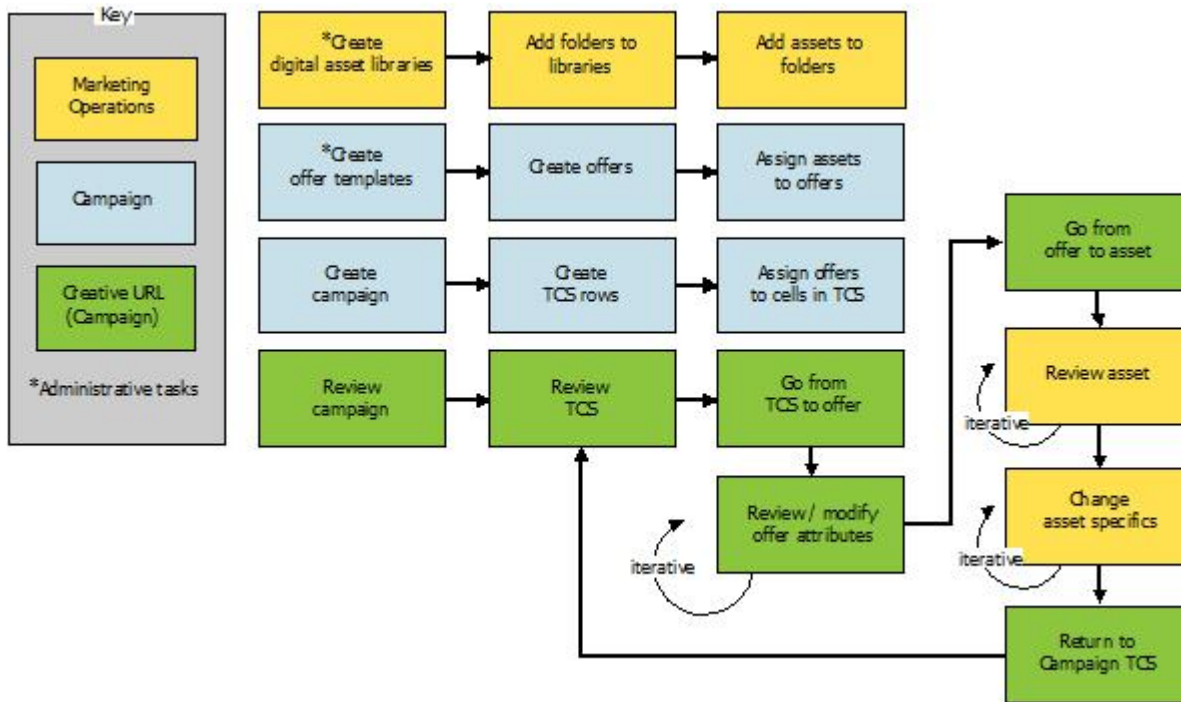 Key
Marketing
Operations
Campaign
Creative URL
(Campaign)
*Administrative tasks
*Create
digital asset libraries
Add folders to
libraries
Add assets to
folders
*Create
offer templates
Create offers
Assign assets
to offers
Create
campaign
Create
TCS rows
Assign offers
to cells in TCS
Review
campaign
Review
TCS
Go from
TCS to offer
Review / modify
offer attributes
iterative
Go from
offer to asset
Review asset
iterative
Change
asset specifics
iterative
Return to
Campaign TCS